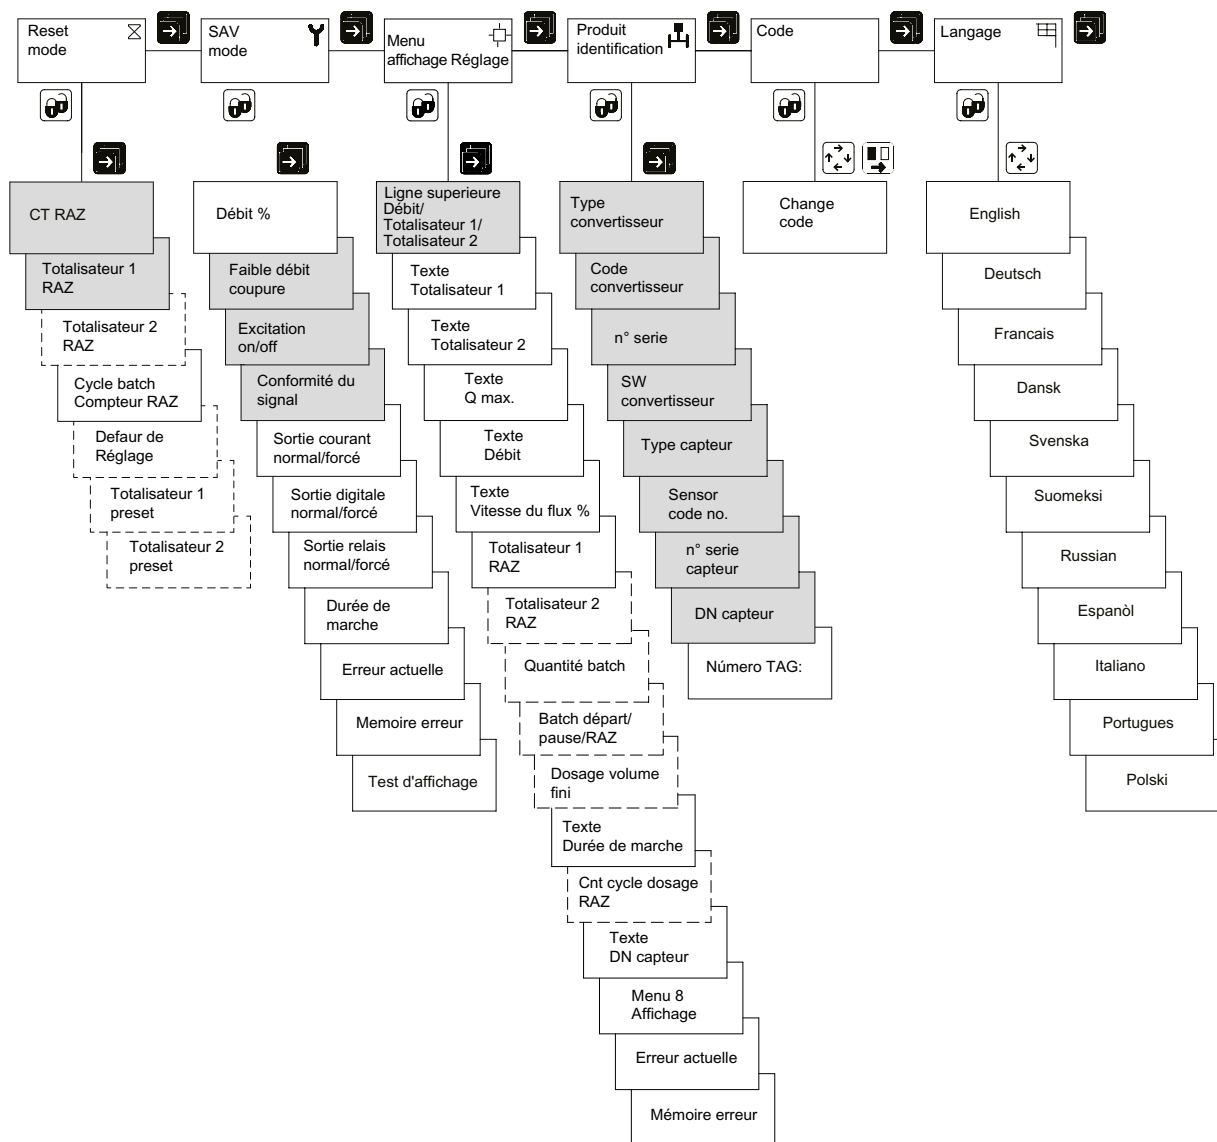 Reset
mode
SAV
mode
Menu
affichage Réglage
Produit
identification
Code
Langage
CT RAZ
Totalisateur 1
RAZ
Totalisateur 2
RAZ
Cycle batch
Compteur RAZ
Defaur de
Réglage
Totalisateur 1
preset
Totalisateur 2
preset
Débit %
Faible débit
coupure
Excitation
on/off
Conformité du
signal
Sortie courant
normal/forcé
Sortie digitale
normal/forcé
Sortie relais
normal/forcé
Durée de
marche
Erreur actuelle
Memoire erreur
Test d'affichage
Ligne superieure
Débit/
Totalisateur 1/
Totalisateur 2
Texte
Totalisateur 1
Texte
Totalisateur 2
Texte
Q max.
Texte
Débit
Texte
Vitesse du flux %
Totalisateur 1
RAZ
Totalisateur 2
RAZ
Quantité batch
Batch départ/
pause/RAZ
Dosage volume
fini
Texte
Durée de marche
Cnt cycle dosage
RAZ
Texte
DN capteur
Menu 8
Affichage
Erreur actuelle
Mémoire erreur
Type
convertisseur
Code
convertisseur
n° serie
SW
convertisseur
Type capteur
Sensor
code no.
n° serie
capteur
DN capteur
Número TAG:
Change
code
English
Deutsch
Francais
Dansk
Svenska
Suomeksi
Russian
Espanòl
Italiano
Portugues
Polski